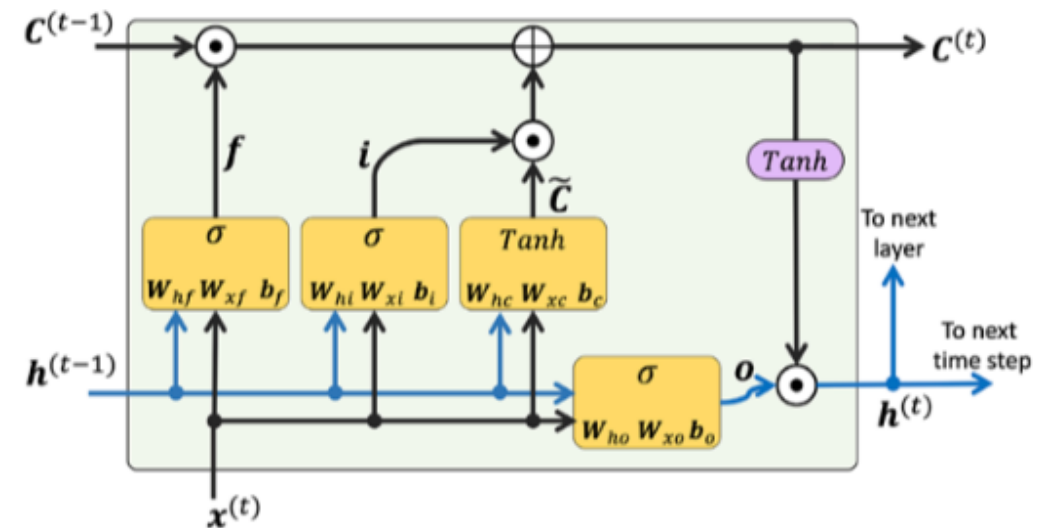 C^(t−1)
C^(t)
f
i
C̃
Tanh
σ
W_hf W_xf b_f
σ
W_hi W_xi b_i
Tanh
W_hc W_xc b_c
To next
layer
To next
time step
h^(t−1)
σ
W_ho W_xo b_o
o
h^(t)
x^(t)